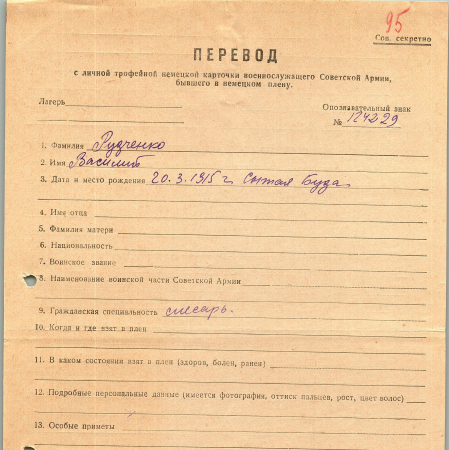 95
Сов. секретно
ПЕРЕВОД
с личной трофейной немецкой карточки военнослужащего Советской Армии,
бывшего в немецком плену.
Лагерь
Опознавательный знак
№ 124229
1. Фамилия Рудченко
2. Имя Василий
3. Дата и место рождения 20.3.1915 г. Сытая Буда
4. Имя отца
5. Фамилия матери
6. Национальность
7. Воинское звание
8. Наименование воинской части Советской Армии
9. Гражданская специальность слесарь.
10. Когда и где взят в плен
11. В каком состоянии взят в плен (здоров, болен, ранен)
12. Подробные персональные данные (имеется фотография, оттиск пальцев, рост, цвет волос)
13. Особые приметы